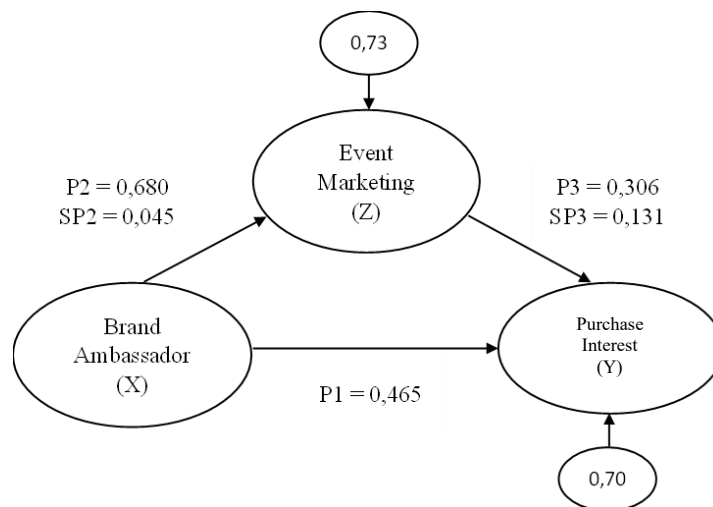 0,73
Event
Marketing
(Z)
P2 = 0,680
SP2 = 0,045
P3 = 0,306
SP3 = 0,131
Brand
Ambassador
(X)
Purchase
Interest
(Y)
P1 = 0,465
0,70